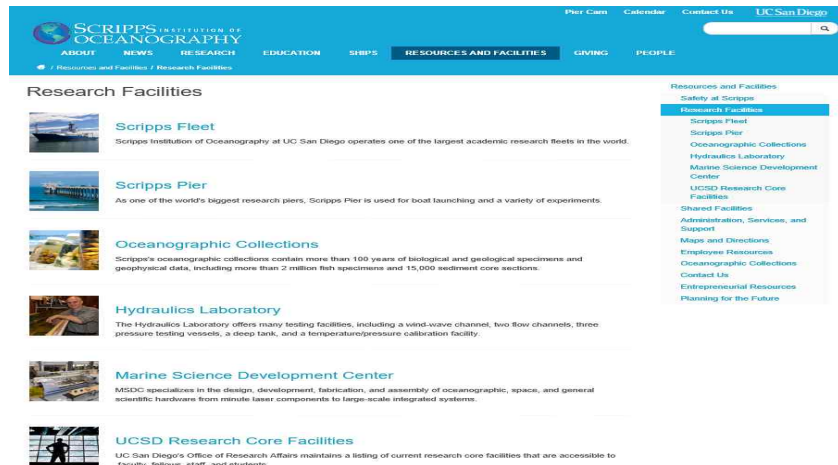 Pier Cam Calendar Contact Us UC San Diego
SCRIPPS INSTITUTION OF
OCEANOGRAPHY
ABOUT NEWS RESEARCH EDUCATION SHIPS RESOURCES AND FACILITIES GIVING PEOPLE
/ Resources and Facilities / Research Facilities
Research Facilities
Scripps Fleet
Scripps Institution of Oceanography at UC San Diego operates one of the largest academic research fleets in the world.
Scripps Pier
As one of the world's biggest research piers, Scripps Pier is used for boat launching and a variety of experiments.
Oceanographic Collections
Scripps's oceanographic collections contain more than 100 years of biological and geological specimens and
geophysical data, including more than 2 million fish specimens and 15,000 sediment core sections.
Hydraulics Laboratory
The Hydraulics Laboratory offers many testing facilities, including a wind-wave channel, two flow channels, three
pressure testing vessels, a deep tank, and a temperature/pressure calibration facility.
Marine Science Development Center
MSDC specializes in the design, development, fabrication, and assembly of oceanographic, space, and general
scientific hardware from minute laser components to large-scale integrated systems.
UCSD Research Core Facilities
UC San Diego's Office of Research Affairs maintains a listing of current research core facilities that are accessible to
faculty, fellows, staff, and students.
Resources and Facilities
Safety at Scripps
Research Facilities
Scripps Fleet
Scripps Pier
Oceanographic Collections
Hydraulics Laboratory
Marine Science Development
Center
UCSD Research Core
Facilities
Shared Facilities
Administration, Services, and
Support
Maps and Directions
Employee Resources
Oceanographic Collections
Contact Us
Entrepreneurial Resources
Planning for the Future